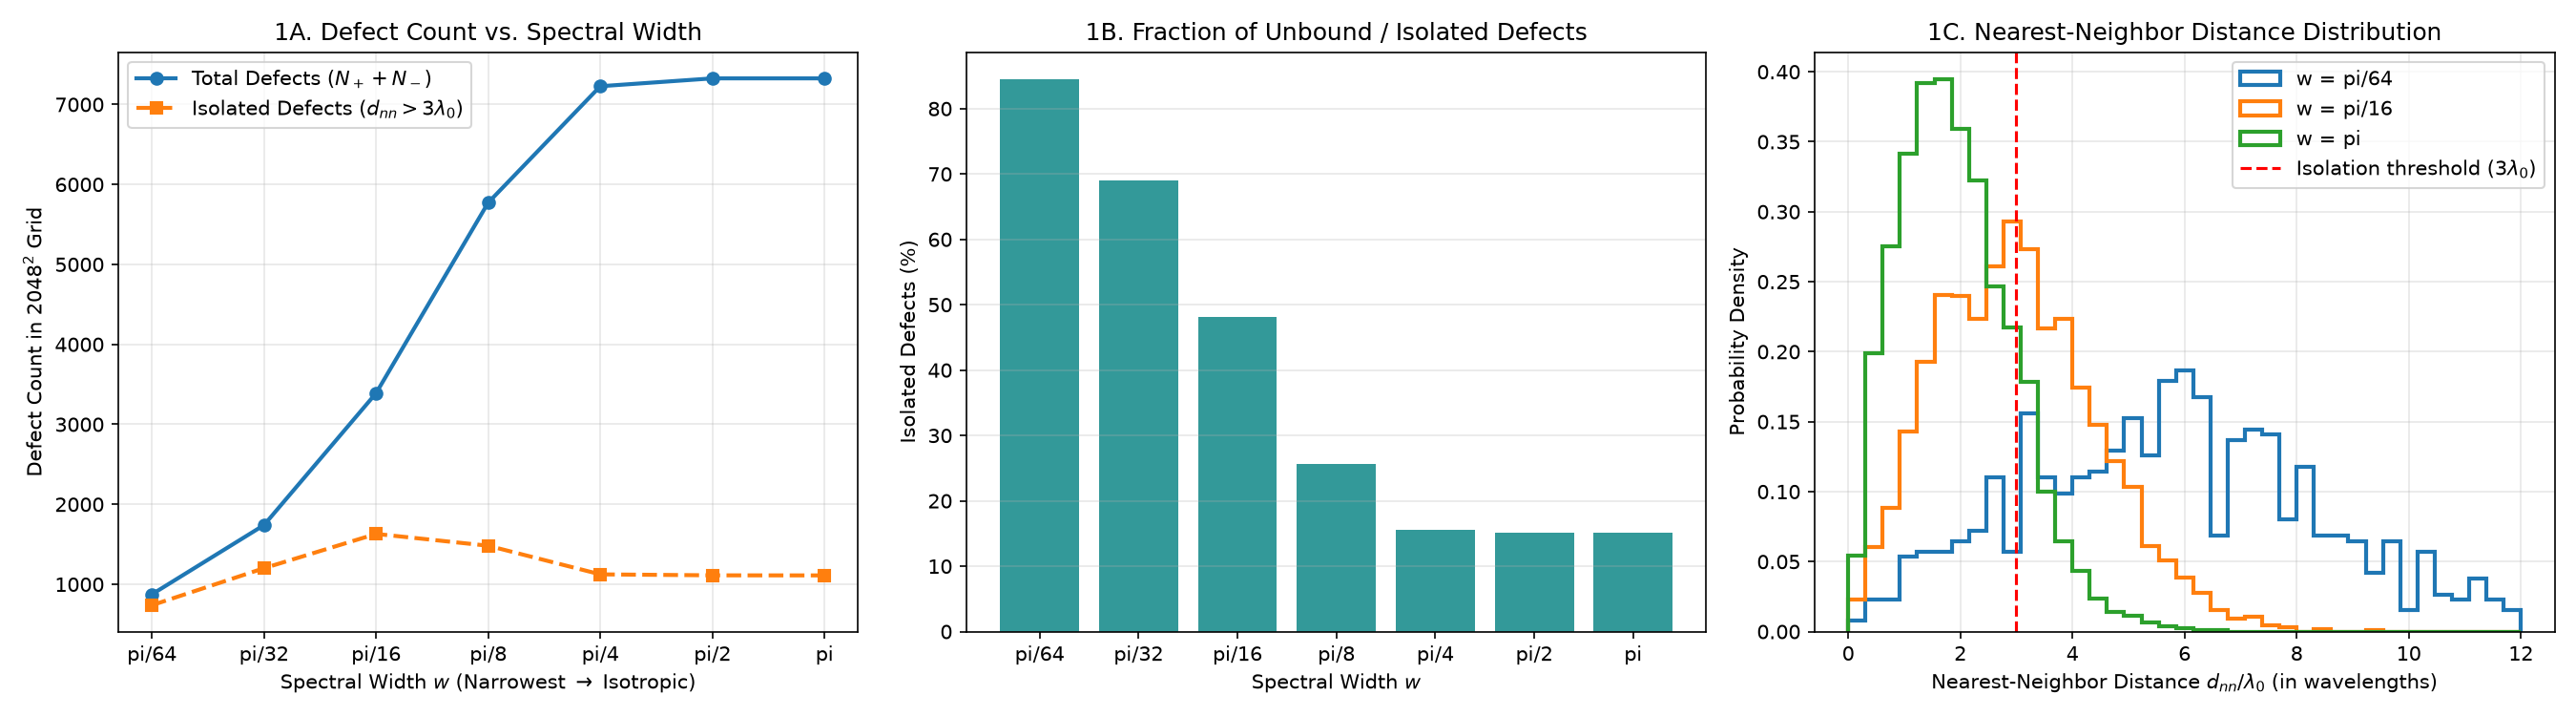 1A. Defect Count vs. Spectral Width
Total Defects (N₊ + N₋)
Isolated Defects (dₙₙ > 3λ₀)
Defect Count in 2048² Grid
7000
6000
5000
4000
3000
2000
1000
pi/64 pi/32 pi/16 pi/8 pi/4 pi/2 pi
Spectral Width w (Narrowest → Isotropic)
1B. Fraction of Unbound / Isolated Defects
Isolated Defects (%)
80
70
60
50
40
30
20
10
0
pi/64 pi/32 pi/16 pi/8 pi/4 pi/2 pi
Spectral Width w
1C. Nearest-Neighbor Distance Distribution
w = pi/64
w = pi/16
w = pi
Isolation threshold (3λ₀)
Probability Density
0.40
0.35
0.30
0.25
0.20
0.15
0.10
0.05
0.00
0 2 4 6 8 10 12
Nearest-Neighbor Distance dₙₙ/λ₀ (in wavelengths)